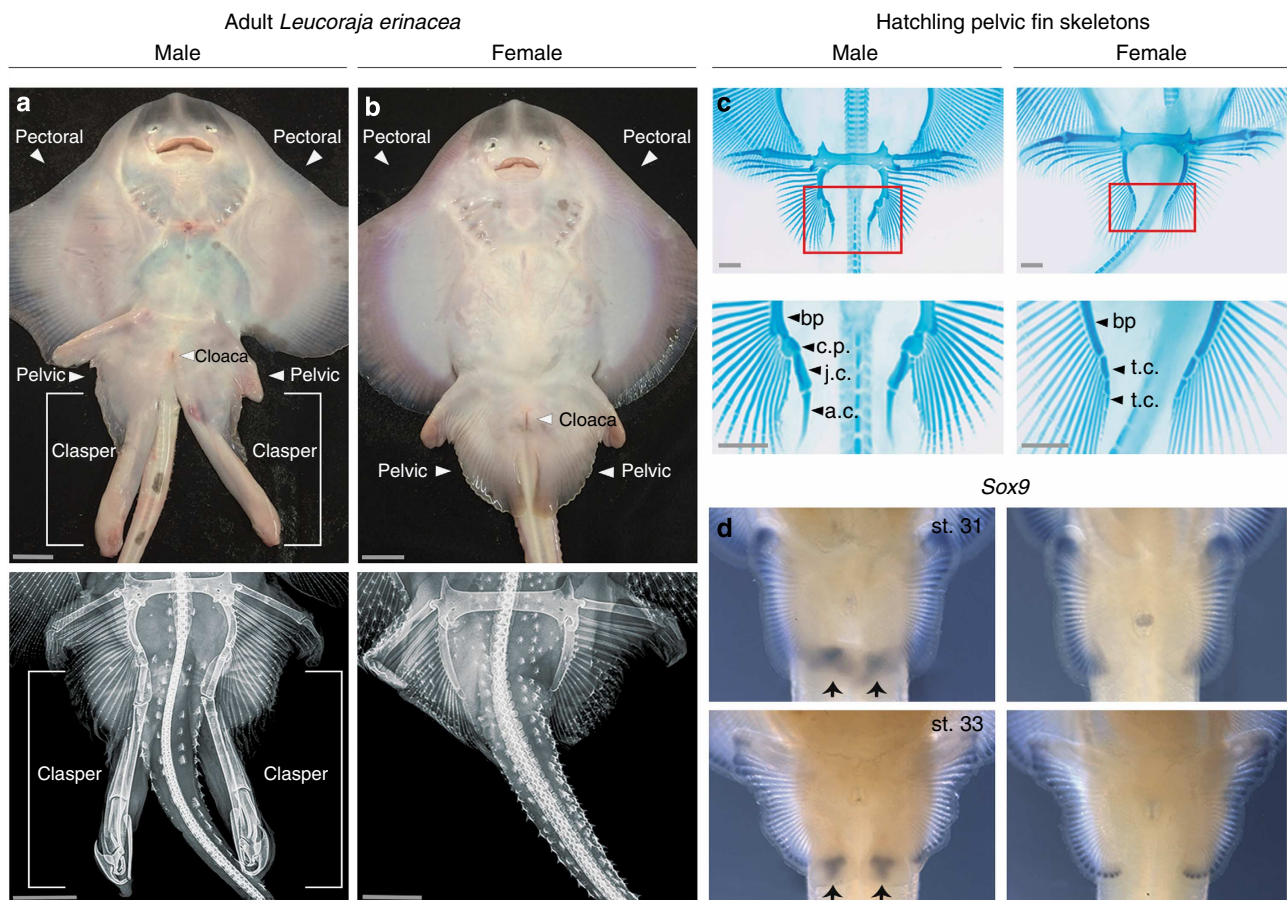 Adult Leucoraja erinacea
Male
Female
Hatchling pelvic fin skeletons
Male
Female
a
Pectoral
Pectoral
Cloaca
Pelvic
Pelvic
Clasper
Clasper
Clasper
Clasper
b
Pectoral
Pectoral
Cloaca
Pelvic
Pelvic
c
bp
c.p.
j.c.
a.c.
bp
t.c.
t.c.
Sox9
d
st. 31
st. 33